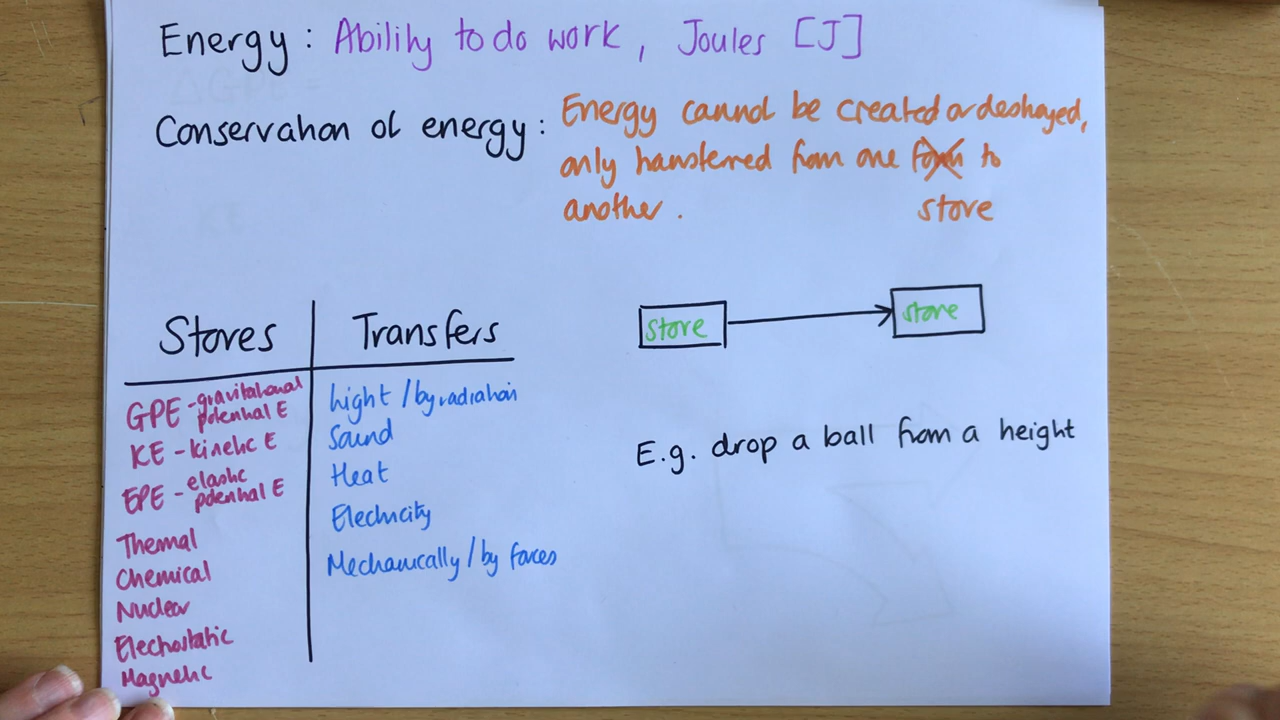 Energy: Ability to do work, Joules [J]
Conservation of energy: Energy cannot be created or destroyed,
only transferred from one form to
another. store
Stores Transfers
store store
GPE - gravitational
potential E
KE - kinetic E
EPE - elastic
potential E
Thermal
Chemical
Nuclear
Electrostatic
Magnetic
Light / by radiation
Sound
Heat
Electricity
Mechanically / by forces
E.g. drop a ball from a height